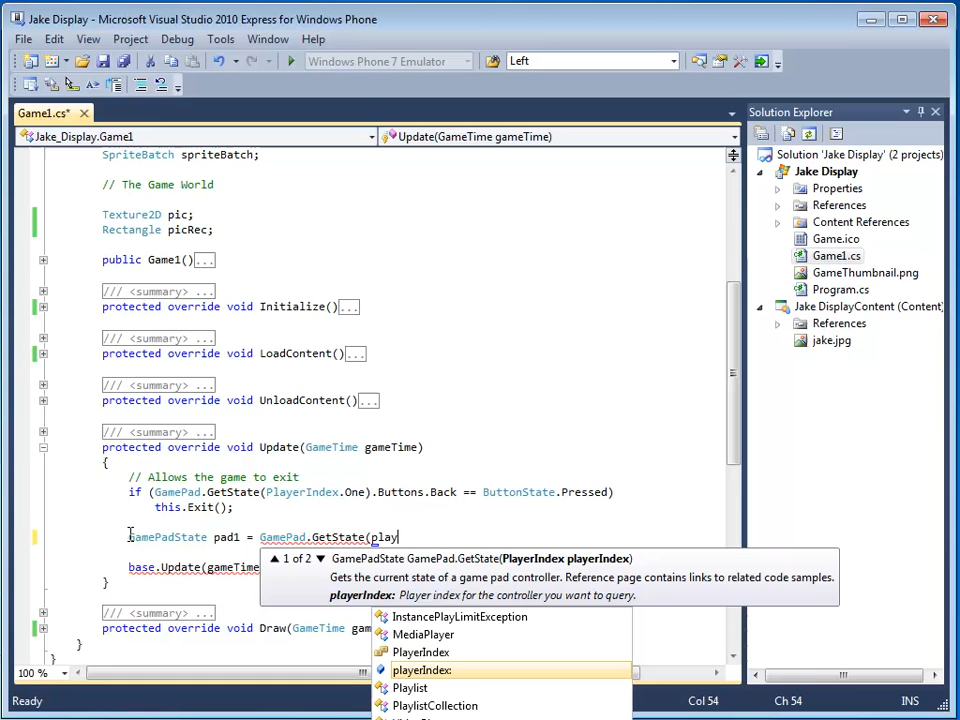 Jake Display - Microsoft Visual Studio 2010 Express for Windows Phone
File Edit View Project Debug Tools Window Help
Windows Phone 7 Emulator Left
Game1.cs*
Jake_Display.Game1 Update(GameTime gameTime)
SpriteBatch spriteBatch;
// The Game World
Texture2D pic;
Rectangle picRec;
public Game1()...
/// <summary> ...
protected override void Initialize()...
/// <summary> ...
protected override void LoadContent()...
/// <summary> ...
protected override void UnloadContent()...
/// <summary> ...
protected override void Update(GameTime gameTime)
{
// Allows the game to exit
if (GamePad.GetState(PlayerIndex.One).Buttons.Back == ButtonState.Pressed)
this.Exit();
GamePadState pad1 = GamePad.GetState(play
1 of 2 GamePadState GamePad.GetState(PlayerIndex playerIndex)
Gets the current state of a game pad controller. Reference page contains links to related code samples.
playerIndex: Player index for the controller you want to query.
base.Update(gameTime
}
/// <summary> ...
protected override void Draw(GameTime gam
}
}
InstancePlayLimitException
MediaPlayer
PlayerIndex
playerIndex:
Playlist
PlaylistCollection
100 %
Solution Explorer
Solution 'Jake Display' (2 projects)
Jake Display
Properties
References
Content References
Game.ico
Game1.cs
GameThumbnail.png
Program.cs
Jake DisplayContent (Content)
References
jake.jpg
Ready Col 54 Ch 54 INS